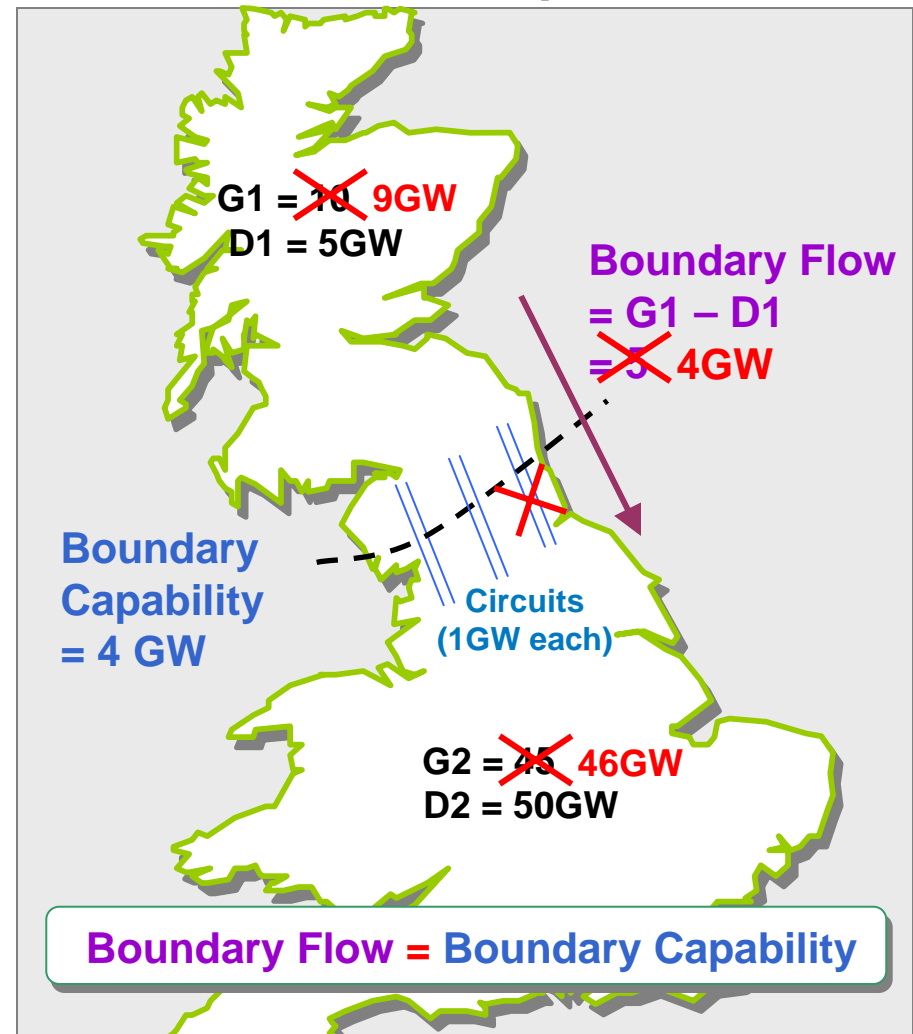 G1 = 10 9GW
D1 = 5GW
Boundary Flow
= G1 – D1
= 5 4GW
Boundary
Capability
= 4 GW
Circuits
(1GW each)
G2 = 45 46GW
D2 = 50GW
Boundary Flow = Boundary Capability